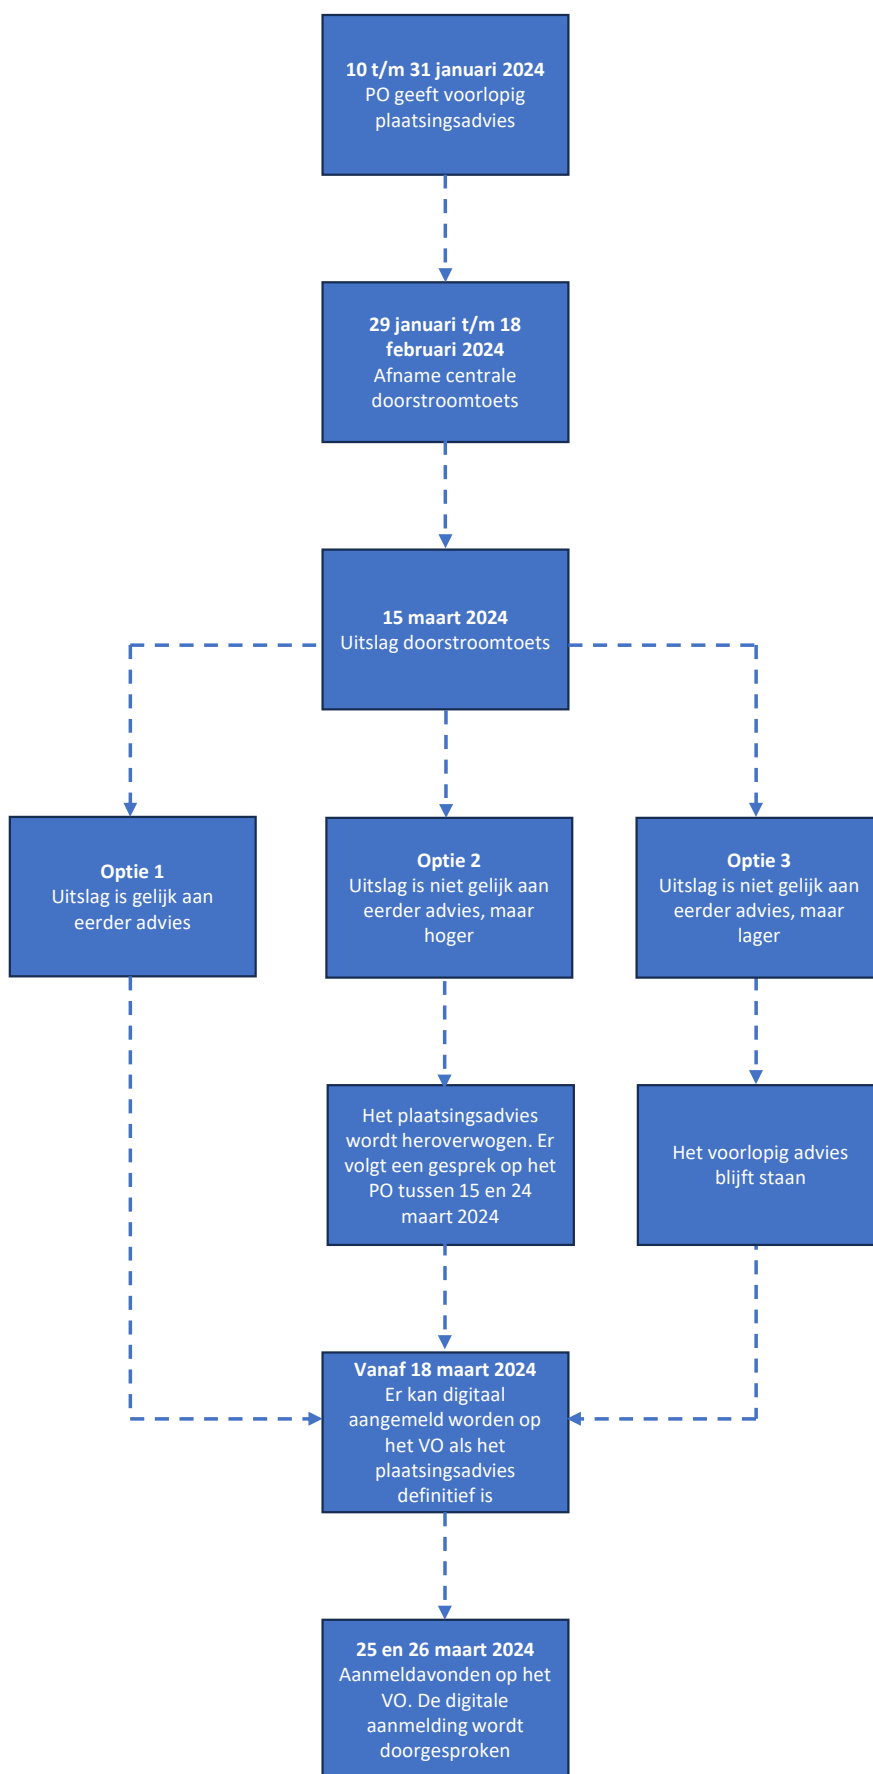 10 t/m 31 januari 2024
PO geeft voorlopig
plaatsingsadvies
29 januari t/m 18
februari 2024
Afname centrale
doorstroomtoets
15 maart 2024
Uitslag doorstroomtoets
Optie 1
Uitslag is gelijk aan
eerder advies
Optie 2
Uitslag is niet gelijk aan
eerder advies, maar
hoger
Optie 3
Uitslag is niet gelijk aan
eerder advies, maar
lager
Het plaatsingsadvies
wordt heroverwogen. Er
volgt een gesprek op het
PO tussen 15 en 24
maart 2024
Het voorlopig advies
blijft staan
Vanaf 18 maart 2024
Er kan digitaal
aangemeld worden op
het VO als het
plaatsingsadvies
definitief is
25 en 26 maart 2024
Aanmeldavonden op het
VO. De digitale
aanmelding wordt
doorgesproken